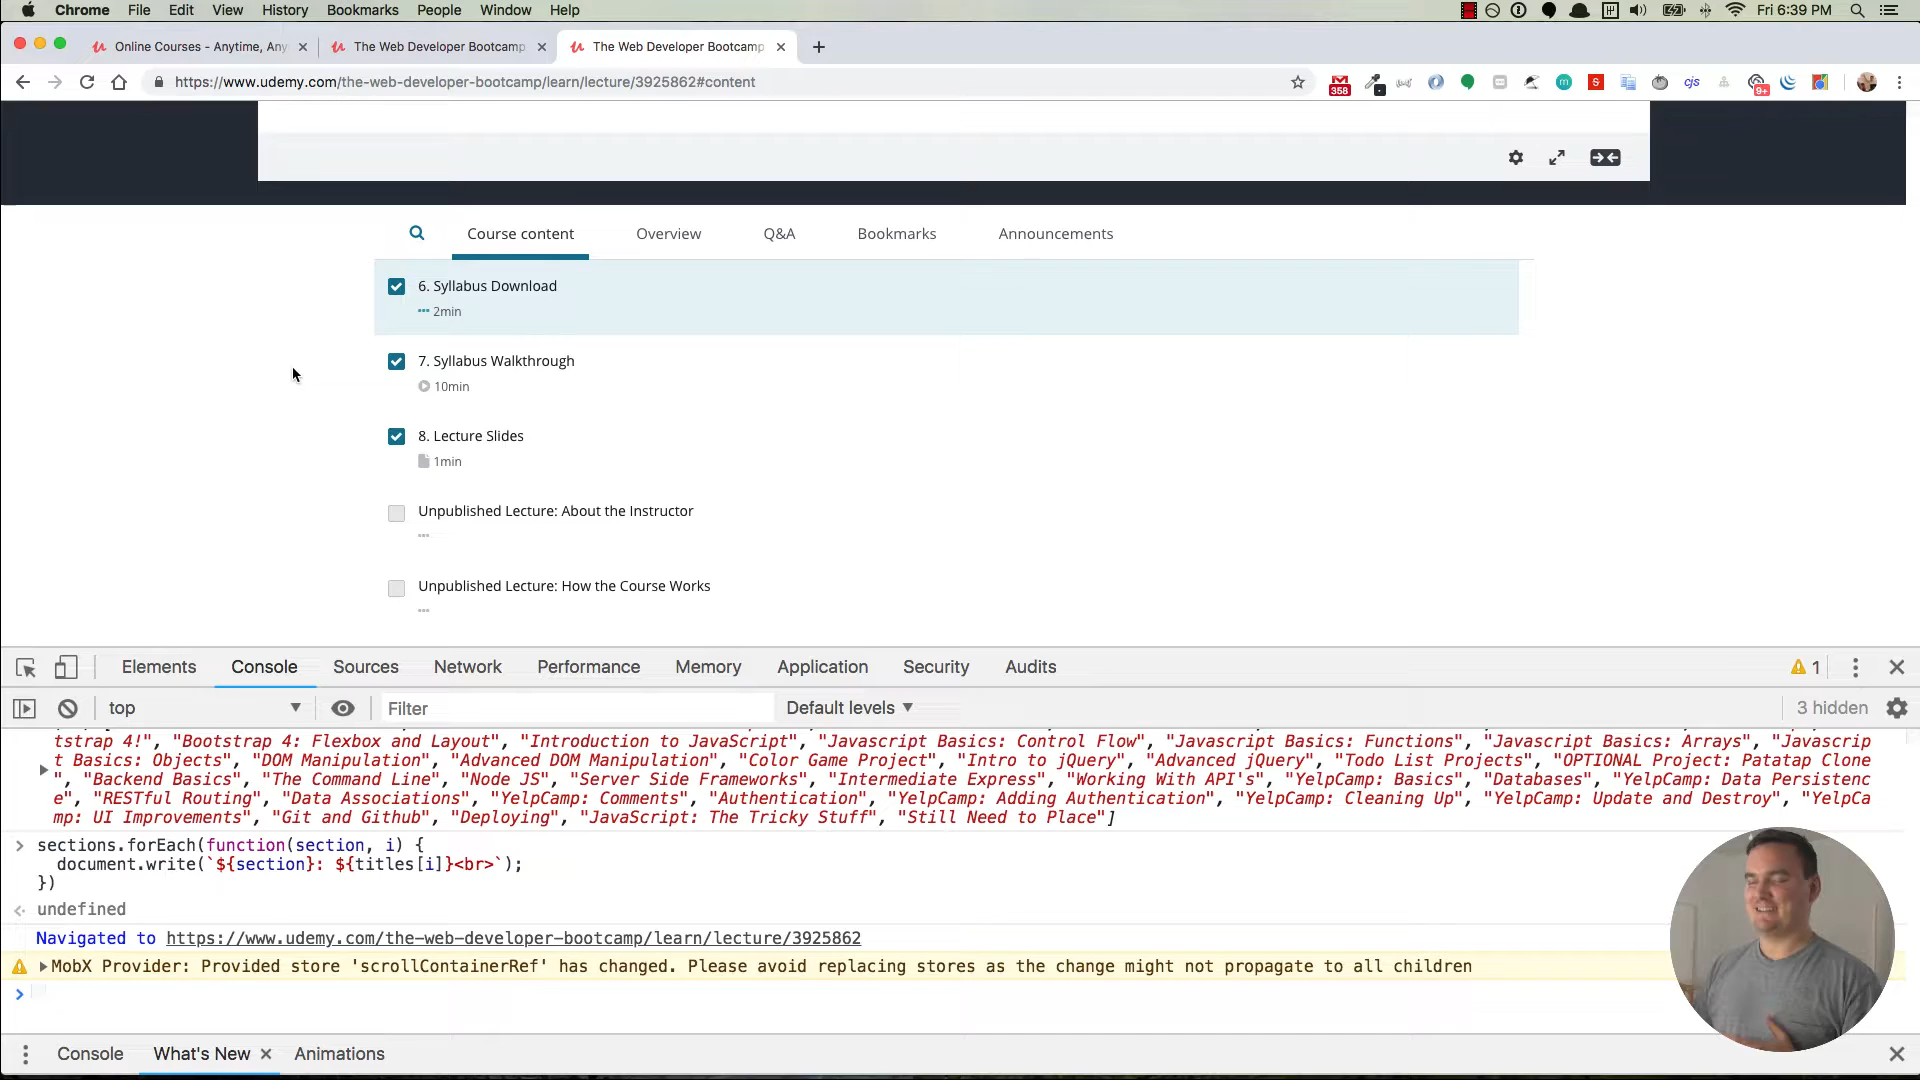 Chrome File Edit View History Bookmarks People Window Help Fri 6:39 PM
Online Courses - Anytime, Any
The Web Developer Bootcamp
The Web Developer Bootcamp
https://www.udemy.com/the-web-developer-bootcamp/learn/lecture/3925862#content
358 S cjs 9+
Course content Overview Q&A Bookmarks Announcements
6. Syllabus Download
2min
7. Syllabus Walkthrough
10min
8. Lecture Slides
1min
Unpublished Lecture: About the Instructor
Unpublished Lecture: How the Course Works
Elements Console Sources Network Performance Memory Application Security Audits 1
top Filter Default levels 3 hidden
tstrap 4!", "Bootstrap 4: Flexbox and Layout", "Introduction to JavaScript", "Javascript Basics: Control Flow", "Javascript Basics: Functions", "Javascript Basics: Arrays", "Javascrip
t Basics: Objects", "DOM Manipulation", "Advanced DOM Manipulation", "Color Game Project", "Intro to jQuery", "Advanced jQuery", "Todo List Projects", "OPTIONAL Project: Patatap Clone
", "Backend Basics", "The Command Line", "Node JS", "Server Side Frameworks", "Intermediate Express", "Working With API's", "YelpCamp: Basics", "Databases", "YelpCamp: Data Persistenc
e", "RESTful Routing", "Data Associations", "YelpCamp: Comments", "Authentication", "YelpCamp: Adding Authentication", "YelpCamp: Cleaning Up", "YelpCamp: Update and Destroy", "YelpCa
mp: UI Improvements", "Git and Github", "Deploying", "JavaScript: The Tricky Stuff", "Still Need to Place"]
sections.forEach(function(section, i) {
document.write(`${section}: ${titles[i]}<br>`);
})
undefined
Navigated to https://www.udemy.com/the-web-developer-bootcamp/learn/lecture/3925862
MobX Provider: Provided store 'scrollContainerRef' has changed. Please avoid replacing stores as the change might not propagate to all children
Console What's New Animations